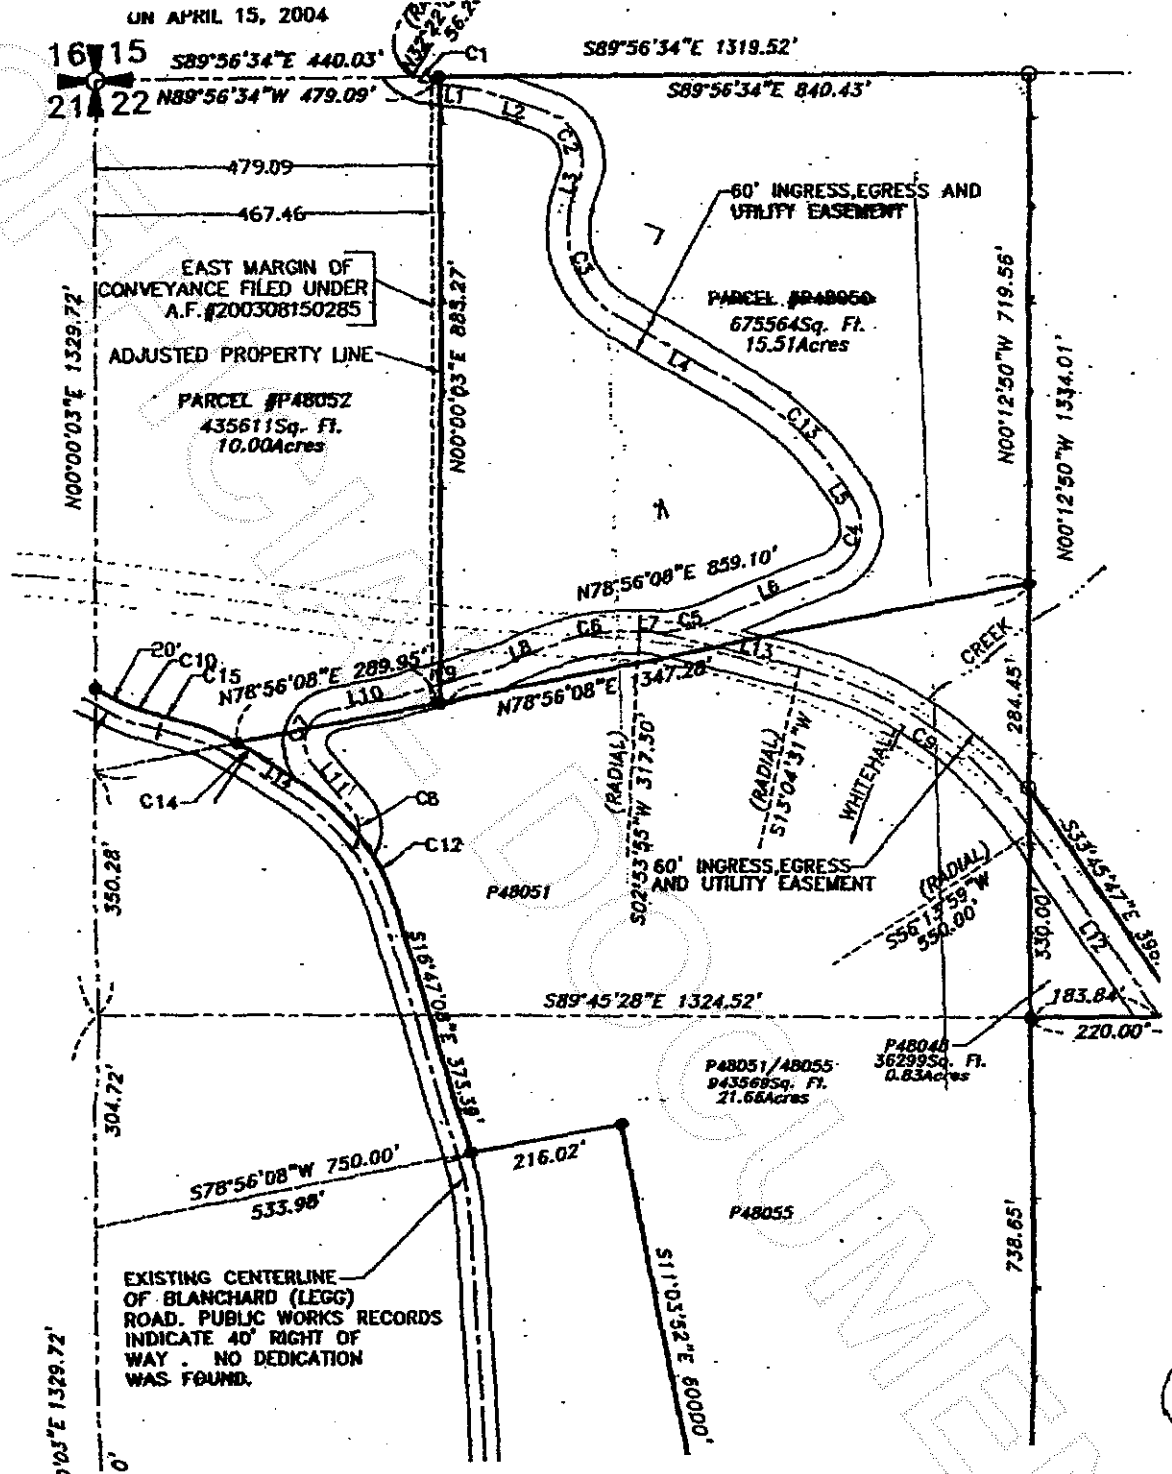 ON APRIL 15, 2004
16 15
21 22
S89°56'34"E 440.03'
N89°56'34"W 479.09'
C1
S89°56'34"E 1319.52'
S89°56'34"E 840.43'
L1
L2
C2
L3
C3
479.09
467.46
60' INGRESS,EGRESS AND
UTILITY EASEMENT
EAST MARGIN OF
CONVEYANCE FILED UNDER
A.F.#200308150285
ADJUSTED PROPERTY LINE
PARCEL #P48052
435611Sq. Ft.
10.00Acres
N00°00'03"E 1329.72'
N00°00'03"E 885.27'
PARCEL #P48050
675564Sq. Ft.
15.51Acres
L4
C13
L5
C4
N00°12'50"W 719.56'
N00°12'50"W 1334.01'
N78°56'08"E 859.10'
L6
C5
L7
C6
L8
L13
CREEK
20'
C10
C15
N78°56'08"E 289.95'
L10
N78°56'08"E 1347.28'
C7
L11
C8
C14
C12
(RADIAL)
S02°53'55"W 317.50'
(RADIAL)
S13°04'31"W
WHITEHALL
C9
284.45'
60' INGRESS,EGRESS
AND UTILITY EASEMENT
P48051
(RADIAL)
S56°13'59"W
550.00'
330.00'
L12
350.28'
S16°47'08"E 373.38'
S89°45'28"E 1324.52'
183.84'
220.00'
P48048
36299Sq. Ft.
0.83Acres
P48051/48055
943569Sq. Ft.
21.66Acres
304.72'
S78°56'08"W 750.00'
533.98'
216.02'
P48055
738.65'
S11°03'52"E 600.00'
EXISTING CENTERLINE
OF BLANCHARD (LEGG)
ROAD. PUBLIC WORKS RECORDS
INDICATE 40' RIGHT OF
WAY . NO DEDICATION
WAS FOUND.
0'03"E 1329.72'
0'